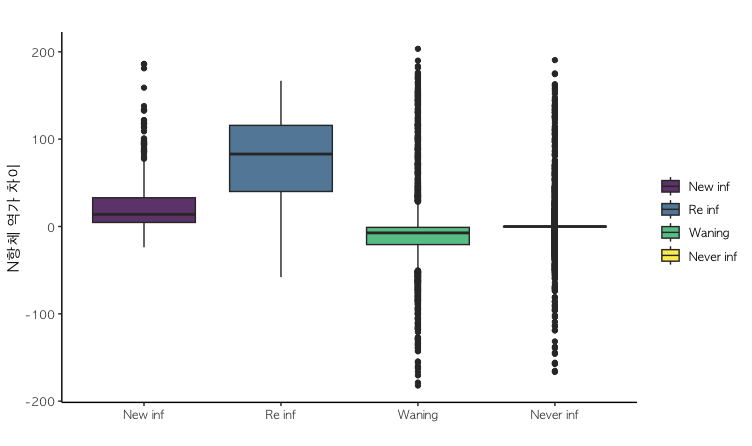 200
100
0
-100
-200
N항체 역가 차이
New inf
Re inf
Waning
Never inf
New inf
Re inf
Waning
Never inf